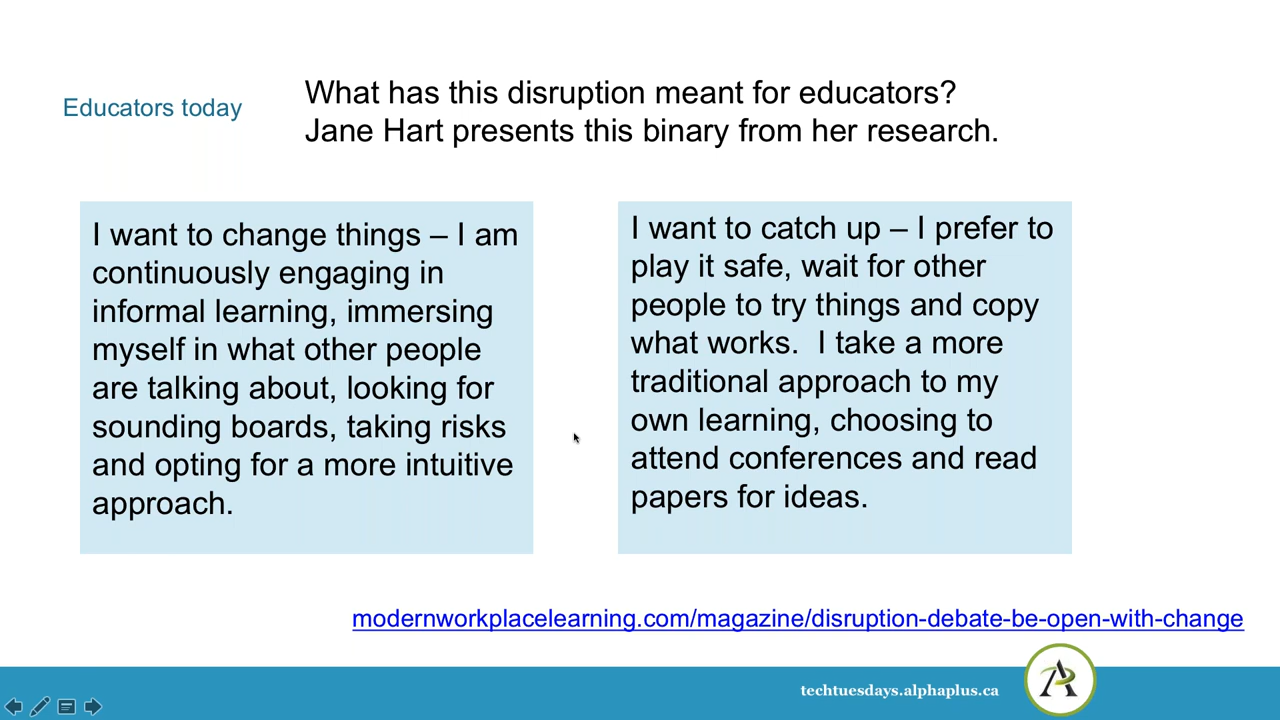 Educators today
What has this disruption meant for educators?
Jane Hart presents this binary from her research.
I want to change things – I am
continuously engaging in
informal learning, immersing
myself in what other people
are talking about, looking for
sounding boards, taking risks
and opting for a more intuitive
approach.
I want to catch up – I prefer to
play it safe, wait for other
people to try things and copy
what works.  I take a more
traditional approach to my
own learning, choosing to
attend conferences and read
papers for ideas.
modernworkplacelearning.com/magazine/disruption-debate-be-open-with-change
techtuesdays.alphaplus.ca